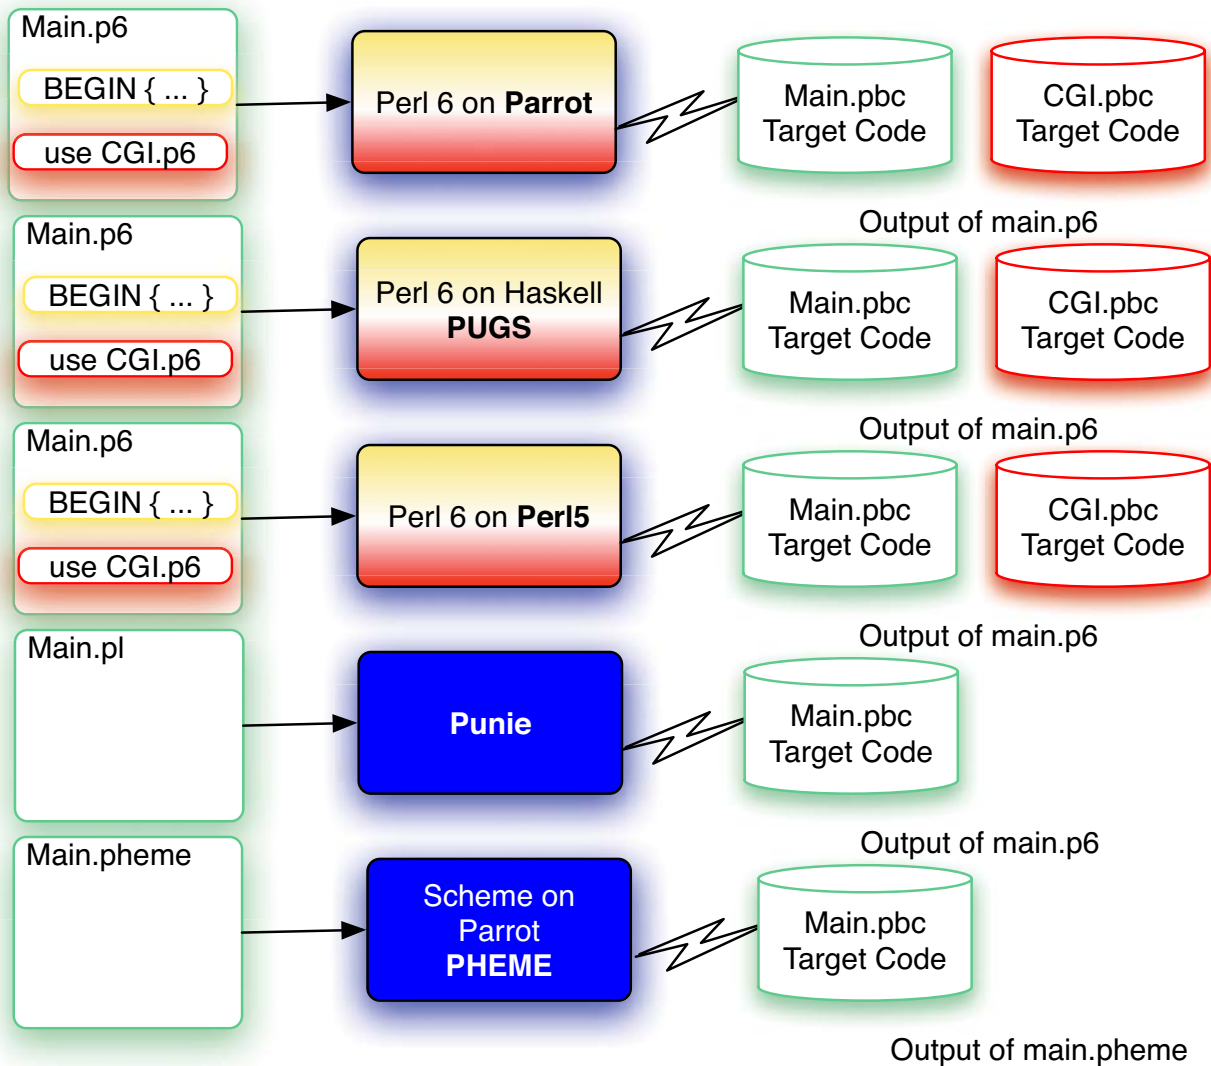 Main.p6
BEGIN { ... }
use CGI.p6
Perl 6 on Parrot
Main.pbc
Target Code
CGI.pbc
Target Code
Output of main.p6
Main.p6
BEGIN { ... }
use CGI.p6
Perl 6 on Haskell
PUGS
Main.pbc
Target Code
CGI.pbc
Target Code
Output of main.p6
Main.p6
BEGIN { ... }
use CGI.p6
Perl 6 on Perl5
Main.pbc
Target Code
CGI.pbc
Target Code
Output of main.p6
Main.pl
Punie
Main.pbc
Target Code
Output of main.p6
Main.pheme
Scheme on
Parrot
PHEME
Main.pbc
Target Code
Output of main.pheme